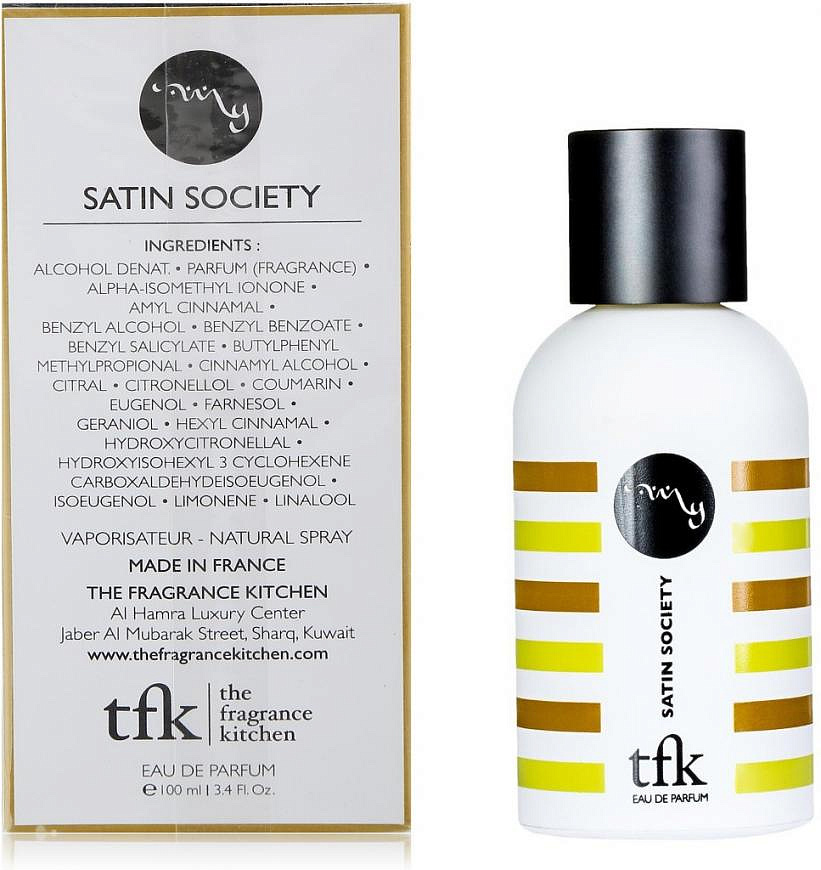 my
SATIN SOCIETY
INGREDIENTS :
ALCOHOL DENAT. • PARFUM (FRAGRANCE) •
ALPHA-ISOMETHYL IONONE •
AMYL CINNAMAL •
BENZYL ALCOHOL • BENZYL BENZOATE •
BENZYL SALICYLATE • BUTYLPHENYL
METHYLPROPIONAL • CINNAMYL ALCOHOL •
CITRAL • CITRONELLOL • COUMARIN •
EUGENOL • FARNESOL •
GERANIOL • HEXYL CINNAMAL •
HYDROXYCITRONELLAL •
HYDROXYISOHEXYL 3 CYCLOHEXENE
CARBOXALDEHYDEISOEUGENOL •
ISOEUGENOL • LIMONENE • LINALOOL
VAPORISATEUR - NATURAL SPRAY
MADE IN FRANCE
THE FRAGRANCE KITCHEN
Al Hamra Luxury Center
Jaber Al Mubarak Street, Sharq, Kuwait
www.thefragrancekitchen.com
tfk | the
fragrance
kitchen
EAU DE PARFUM
e 100 ml | 3.4 Fl. Oz.
my
SATIN SOCIETY
tfk
EAU DE PARFUM